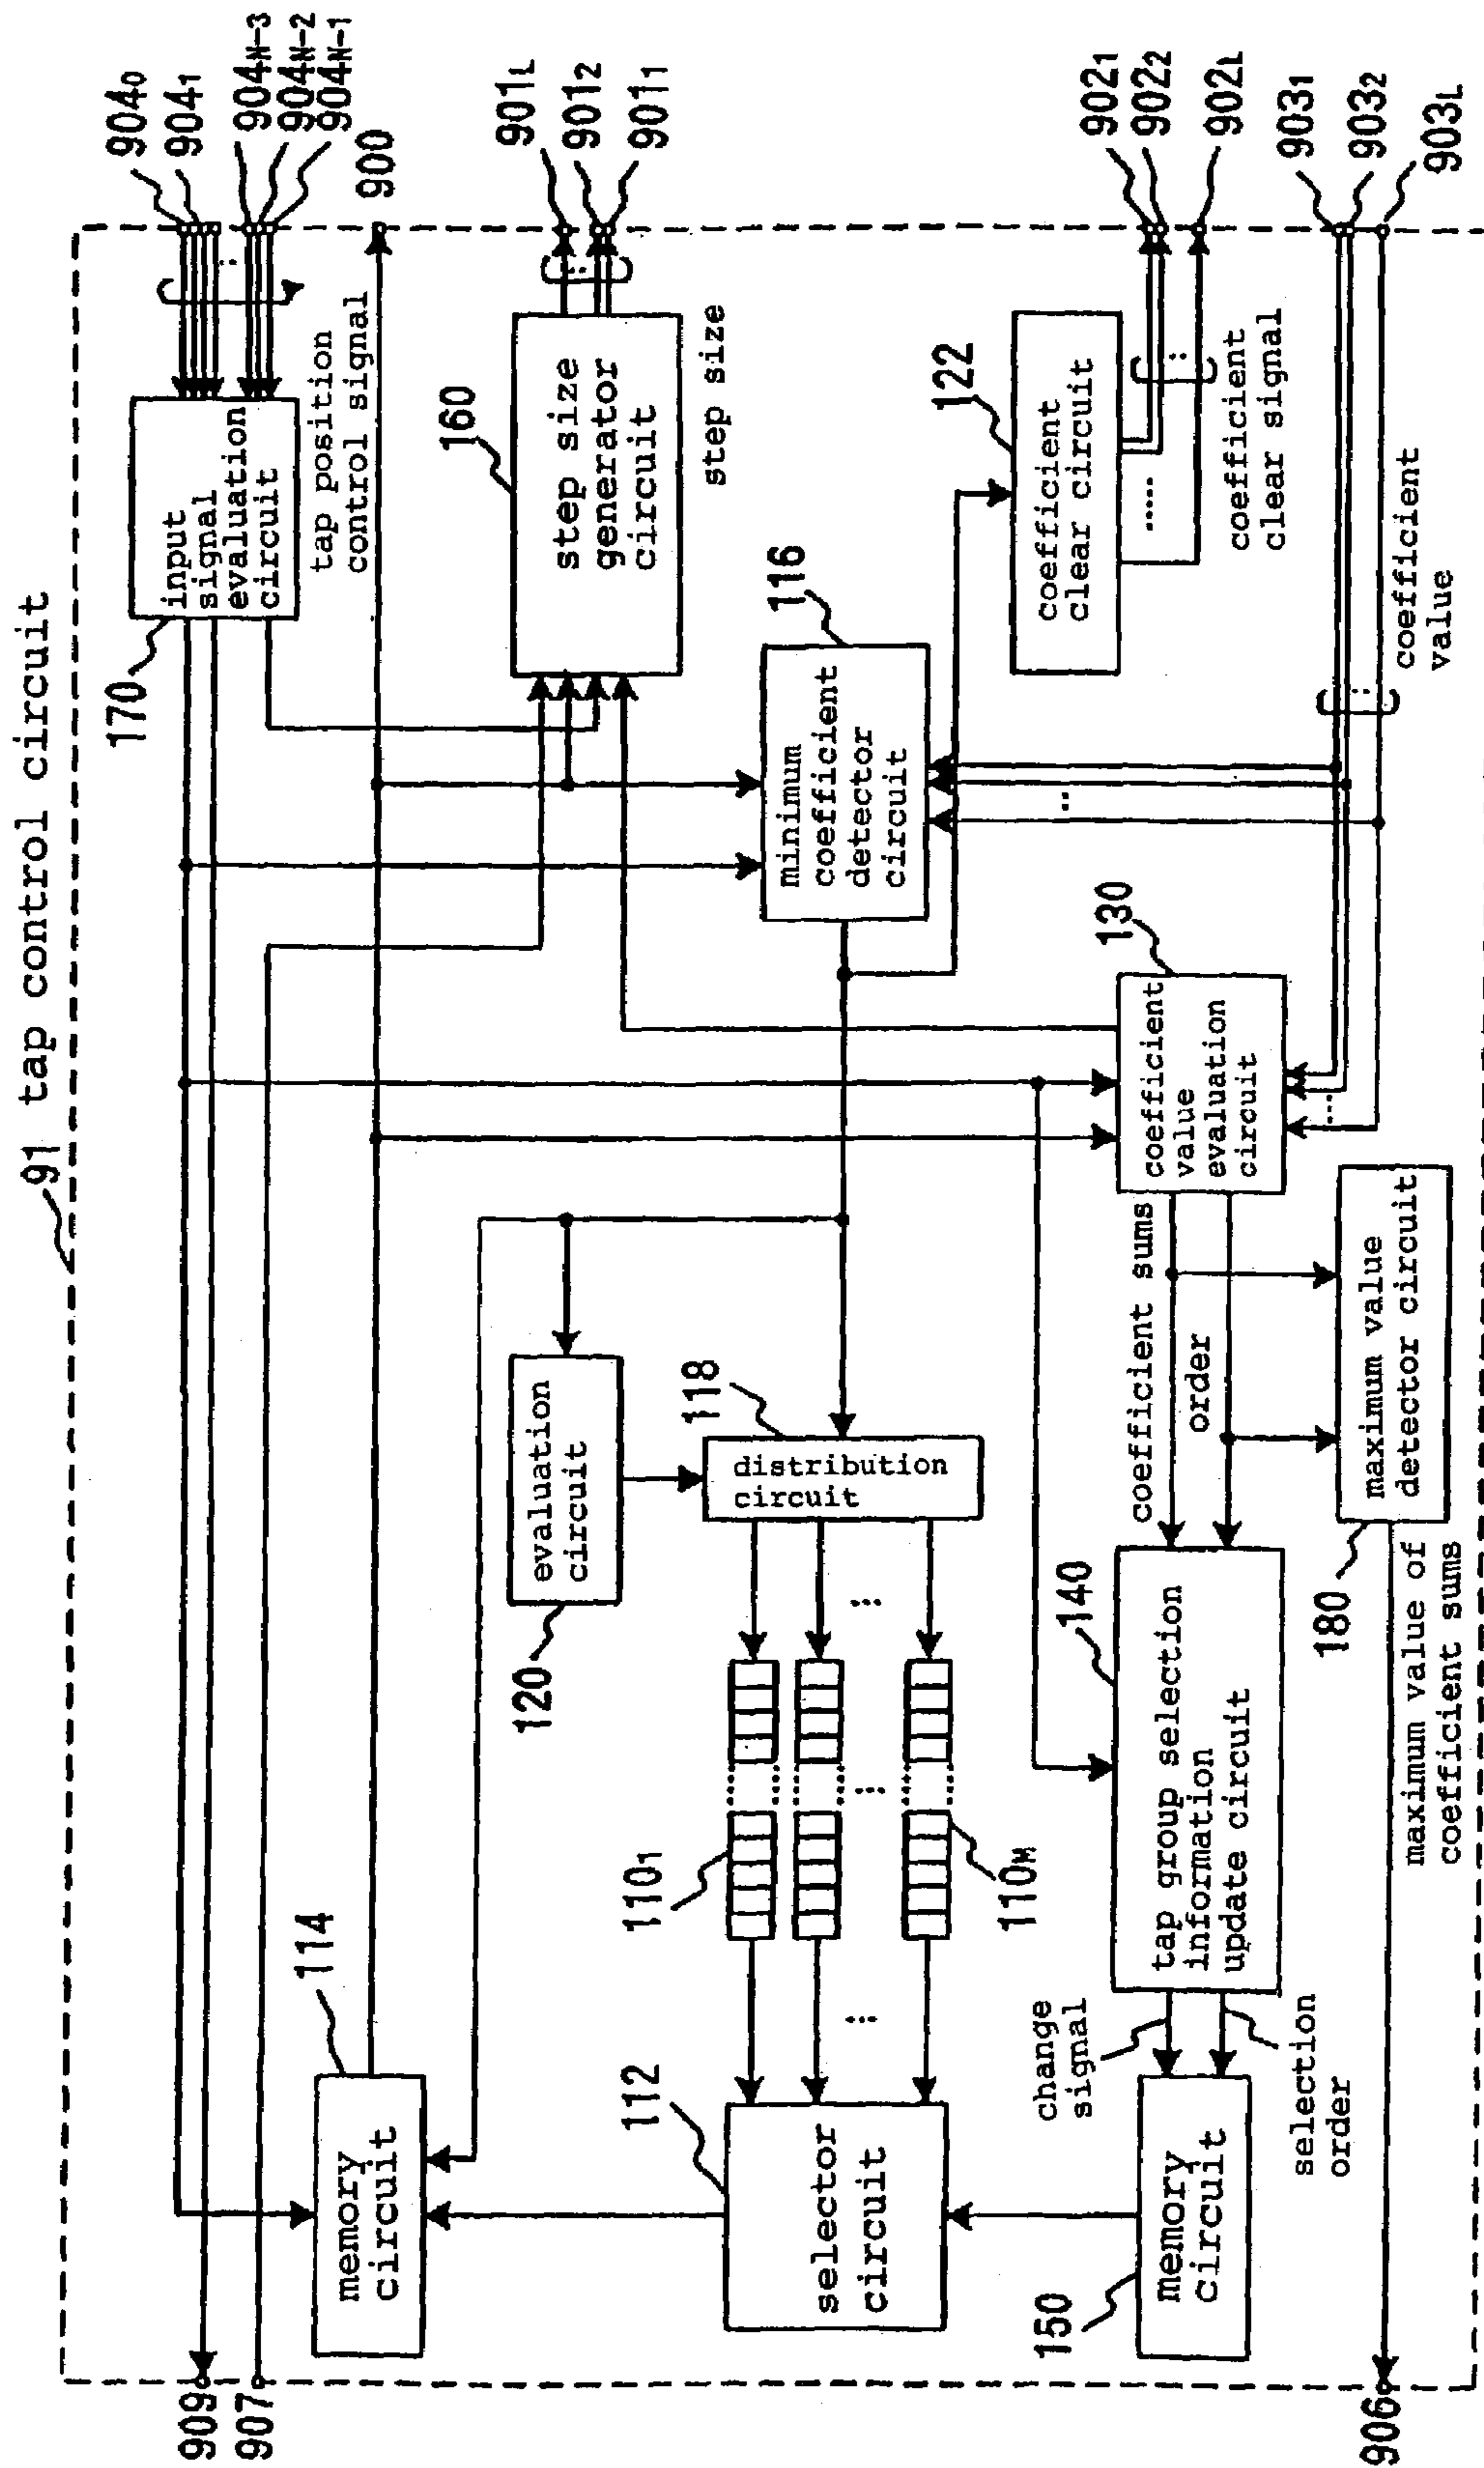 91 tap control circuit
904₀
904₁
904N-3
904N-2
904N-1
900
901L
901₂
901₁
902₁
902₂
902L
903₁
903₂
903L
170
input
signal
evaluation
circuit
tap position
control signal
160
step size
generator
circuit
step size
122
coefficient
clear circuit
coefficient
clear signal
116
minimum
coefficient
detector
circuit
coefficient
value
130
coefficient
value
evaluation
circuit
coefficient sums
order
maximum value
detector circuit
180
maximum value of
coefficient sums
120
evaluation
circuit
118
distribution
circuit
110₁
110M
140
tap group selection
information
update circuit
change
signal
selection
order
114
memory
circuit
112
selector
circuit
150
memory
circuit
909
907
906